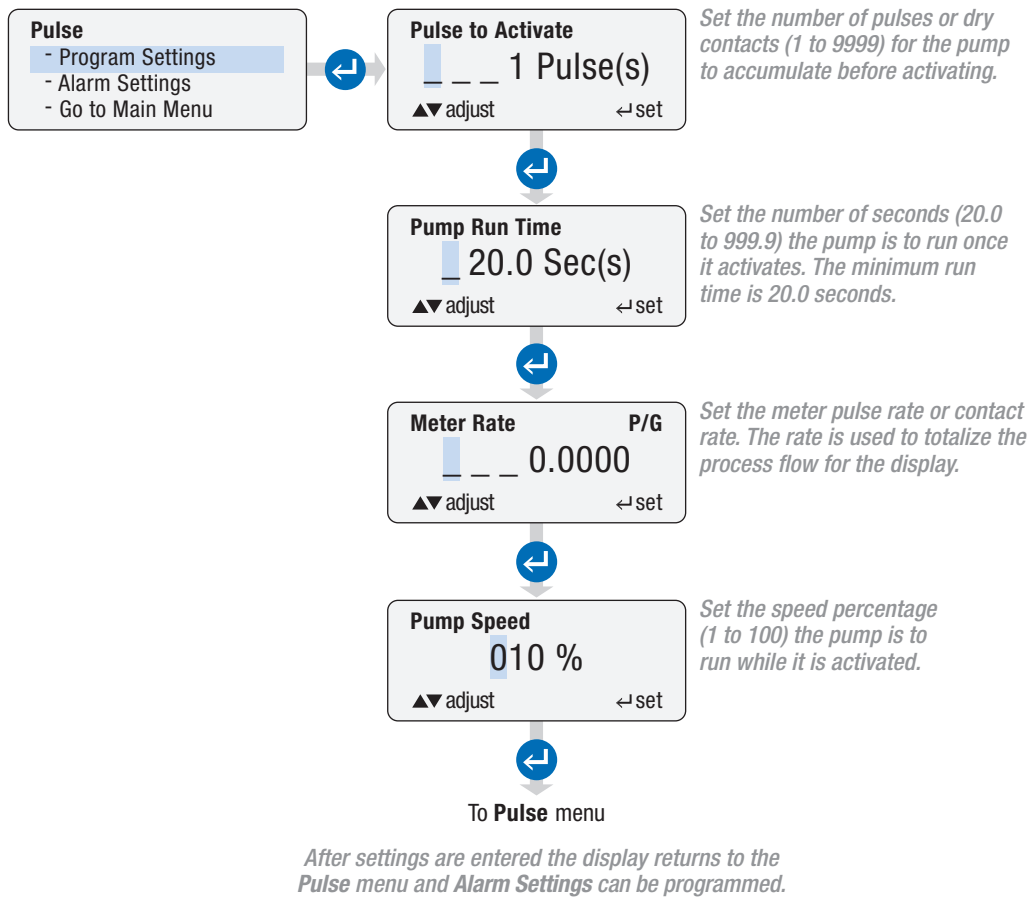 Pulse
- Program Settings
- Alarm Settings
- Go to Main Menu
Pulse to Activate
_ _ _ 1 Pulse(s)
▲▼ adjust ↵ set
Set the number of pulses or dry
contacts (1 to 9999) for the pump
to accumulate before activating.
Pump Run Time
_ 20.0 Sec(s)
▲▼ adjust ↵ set
Set the number of seconds (20.0
to 999.9) the pump is to run once
it activates. The minimum run
time is 20.0 seconds.
Meter Rate P/G
_ _ _ 0.0000
▲▼ adjust ↵ set
Set the meter pulse rate or contact
rate. The rate is used to totalize the
process flow for the display.
Pump Speed
010 %
▲▼ adjust ↵ set
Set the speed percentage
(1 to 100) the pump is to
run while it is activated.
To Pulse menu
After settings are entered the display returns to the
Pulse menu and Alarm Settings can be programmed.